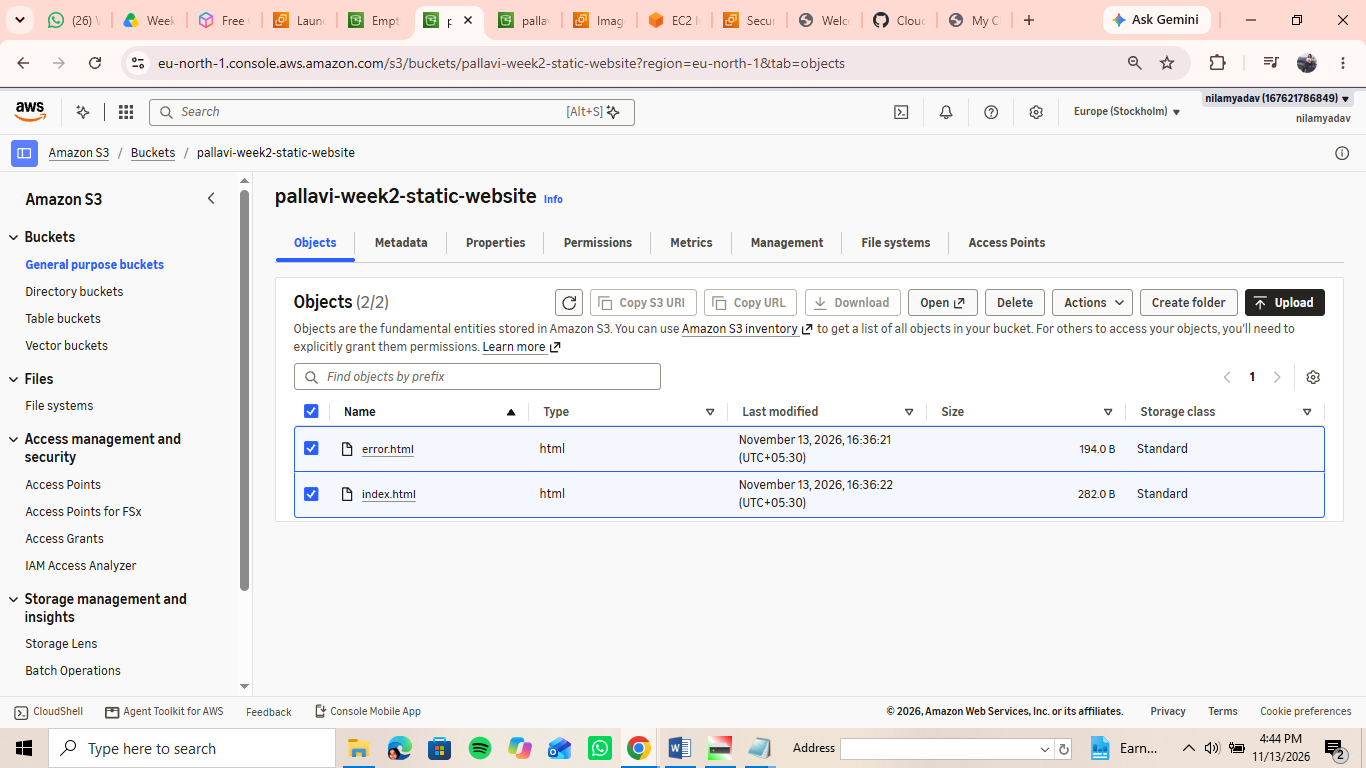 (26) W
Week
Free
Laun
Empt
p
palla
Imag
EC2 I
Secur
Welc
Cloud
My C
Ask Gemini
eu-north-1.console.aws.amazon.com/s3/buckets/pallavi-week2-static-website?region=eu-north-1&tab=objects
aws
Search
[Alt+S]
Europe (Stockholm)
nilamyadav (167621786849)
nilamyadav
Amazon S3 / Buckets / pallavi-week2-static-website
Amazon S3
Buckets
General purpose buckets
Directory buckets
Table buckets
Vector buckets
Files
File systems
Access management and
security
Access Points
Access Points for FSx
Access Grants
IAM Access Analyzer
Storage management and
insights
Storage Lens
Batch Operations
pallavi-week2-static-website Info
Objects Metadata Properties Permissions Metrics Management File systems Access Points
Objects (2/2)
Copy S3 URI Copy URL Download Open Delete Actions Create folder Upload
Objects are the fundamental entities stored in Amazon S3. You can use Amazon S3 inventory to get a list of all objects in your bucket. For others to access your objects, you'll need to
explicitly grant them permissions. Learn more
Find objects by prefix
1
Name Type Last modified Size Storage class
error.html html November 13, 2026, 16:36:21 (UTC+05:30) 194.0 B Standard
index.html html November 13, 2026, 16:36:22 (UTC+05:30) 282.0 B Standard
CloudShell Agent Toolkit for AWS Feedback Console Mobile App
© 2026, Amazon Web Services, Inc. or its affiliates. Privacy Terms Cookie preferences
Type here to search
Address
Earn...
4:44 PM
11/13/2026
2